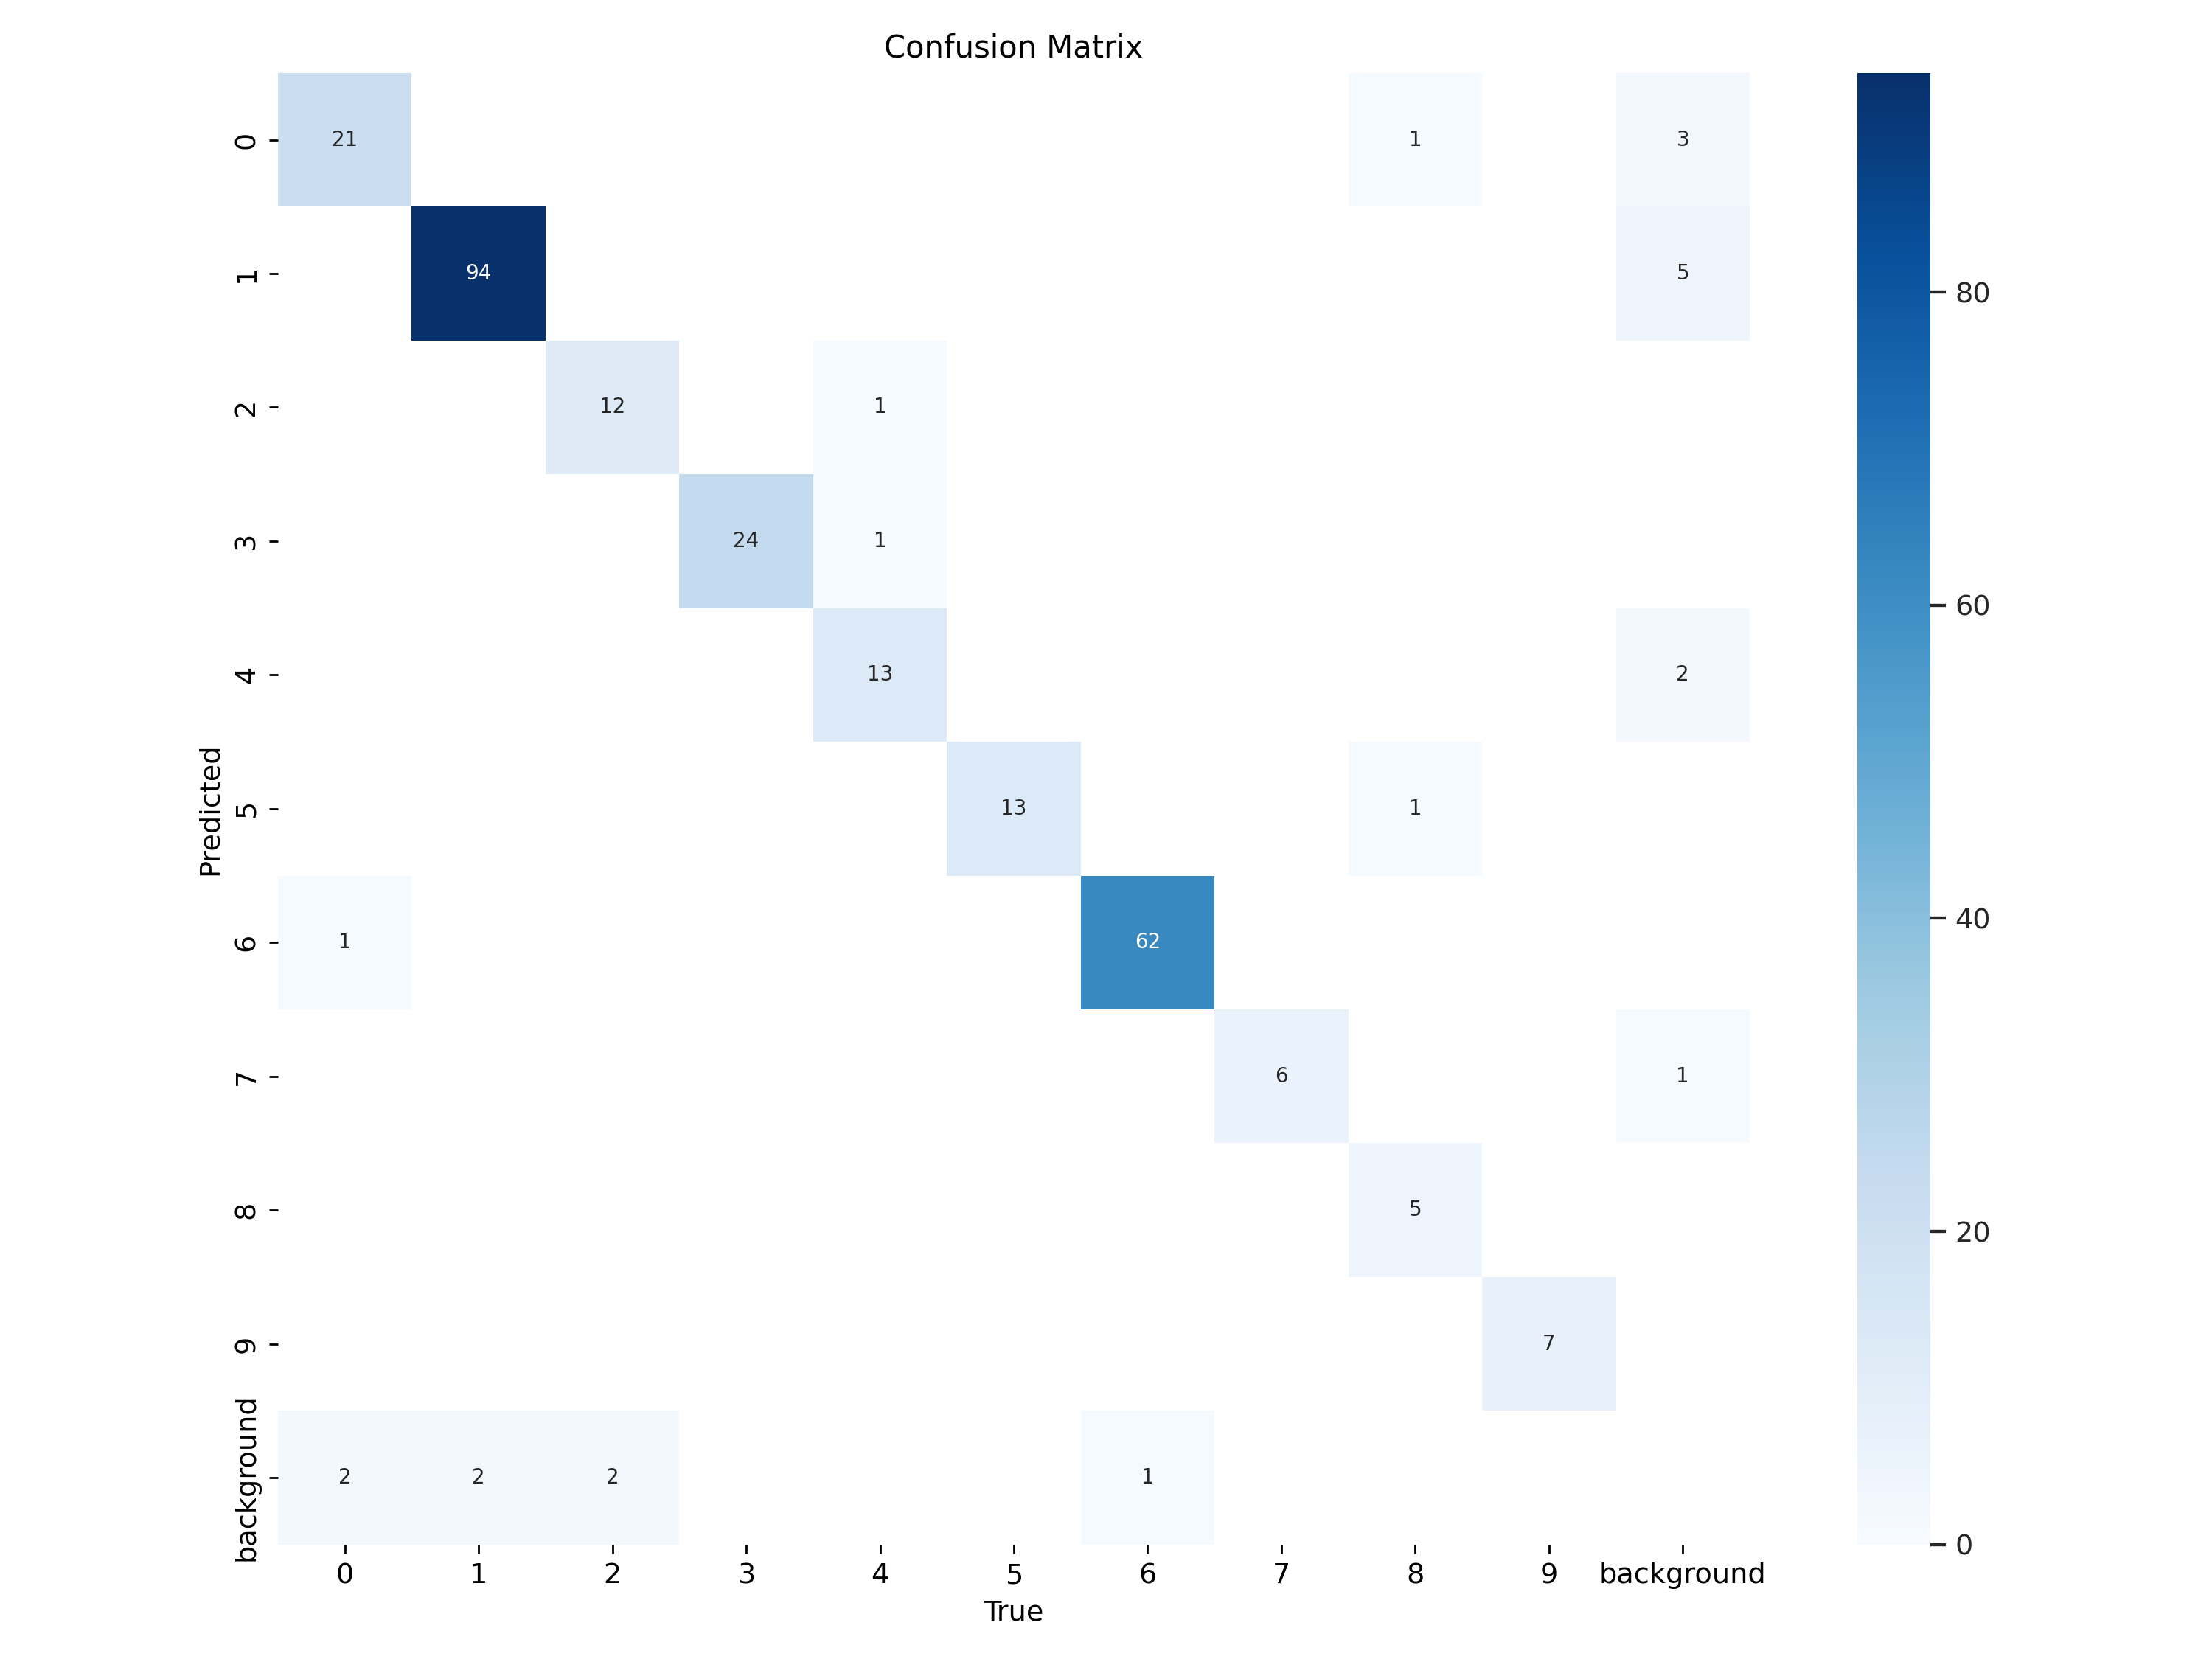 Confusion Matrix
0 21 1 3
1 94 5
80
2 12 1
3 24 1
60
4 13 2
Predicted
5 13 1
40
6 1 62
7 6 1
8 5
20
9 7
background 2 2 2 1
0
0 1 2 3 4 5 6 7 8 9 background
True